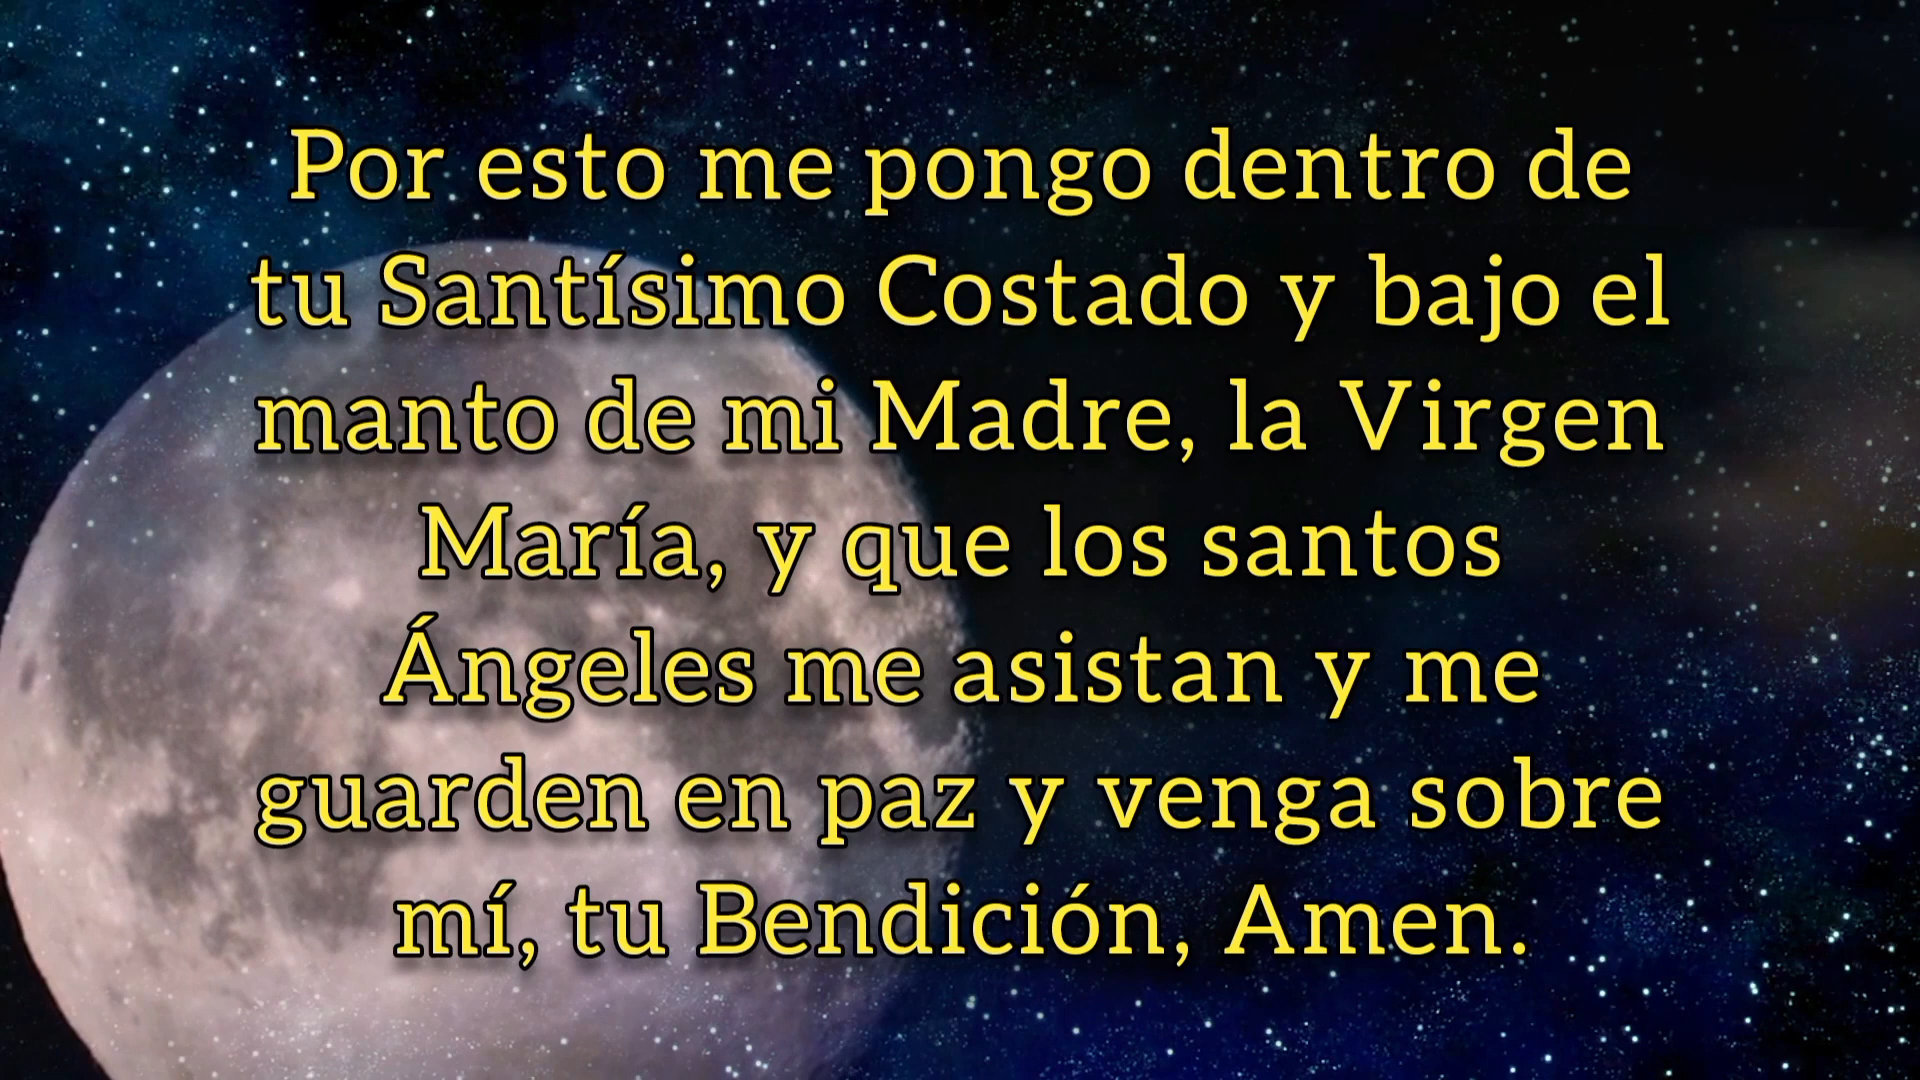 Por esto me pongo dentro de
tu Santísimo Costado y bajo el
manto de mi Madre, la Virgen
María, y que los santos
Ángeles me asistan y me
guarden en paz y venga sobre
mí, tu Bendición, Amen.